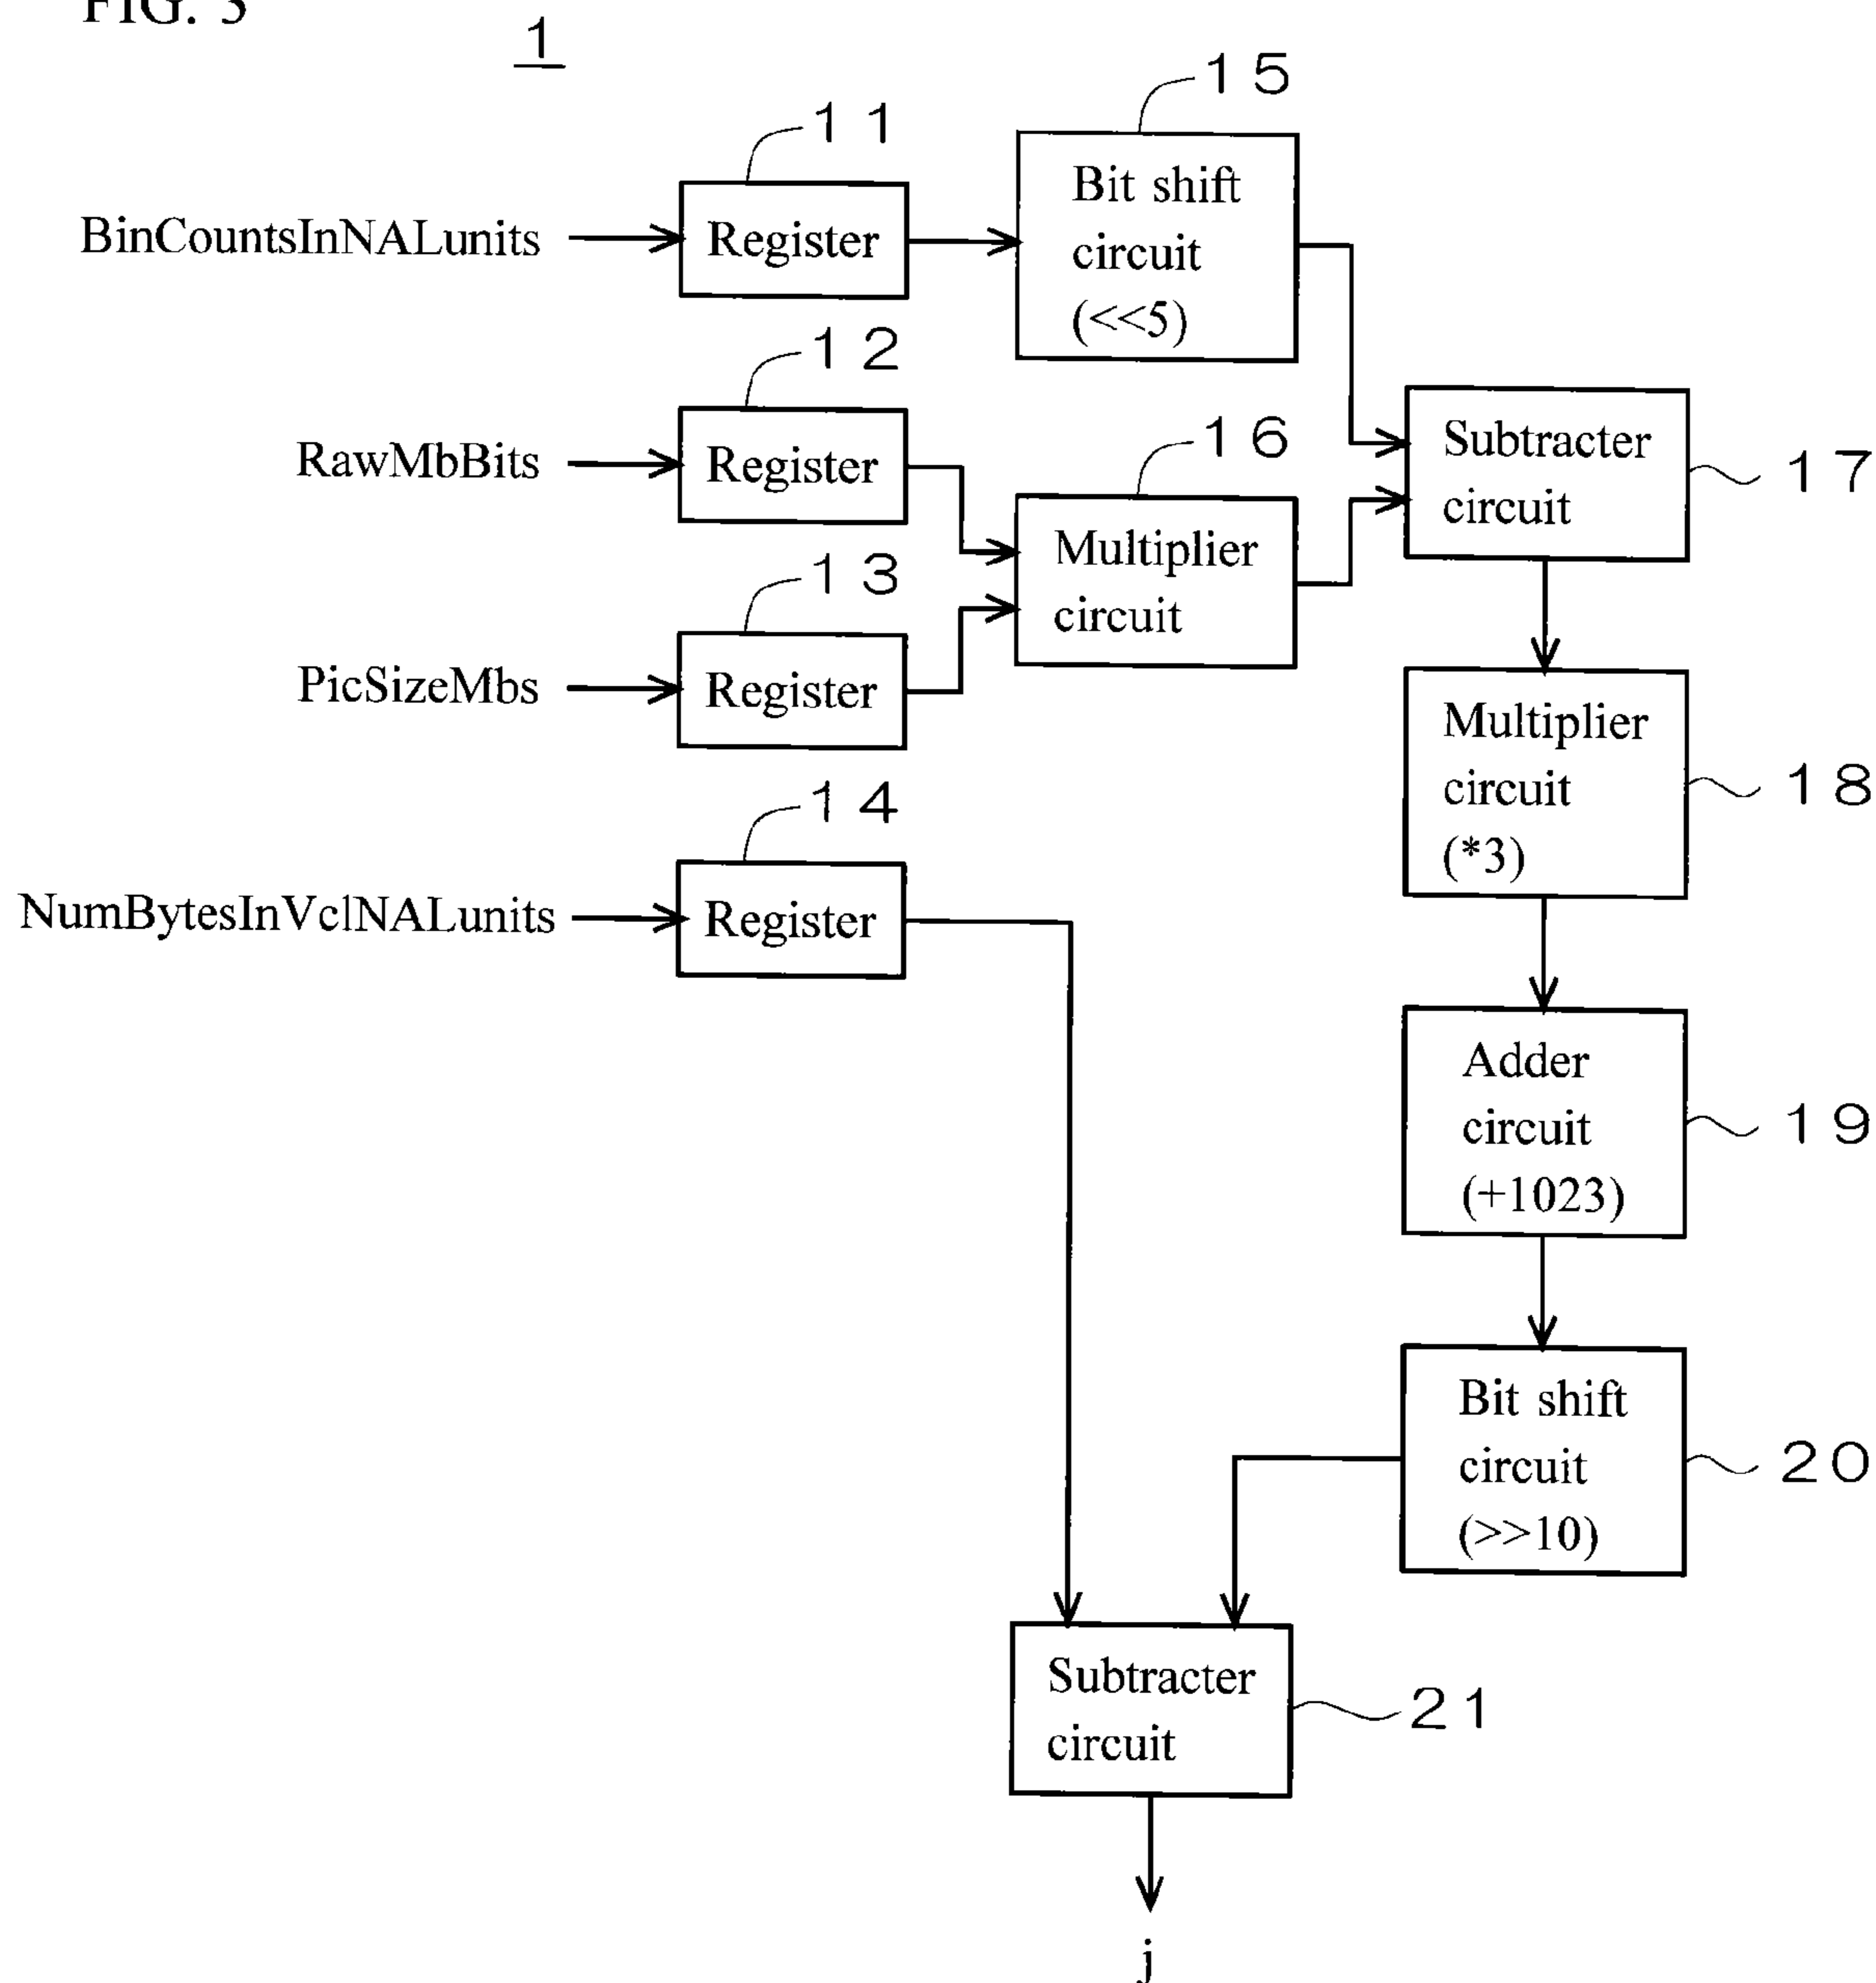 FIG. 3
1
15
11
Bit shift
circuit
(<<5)
BinCountsInNALunits
Register
12
RawMbBits
Register
16
Multiplier
circuit
Subtracter
circuit
17
13
PicSizeMbs
Register
Multiplier
circuit
(*3)
18
14
NumBytesInVclNALunits
Register
Adder
circuit
(+1023)
19
Bit shift
circuit
(>>10)
20
Subtracter
circuit
21
j